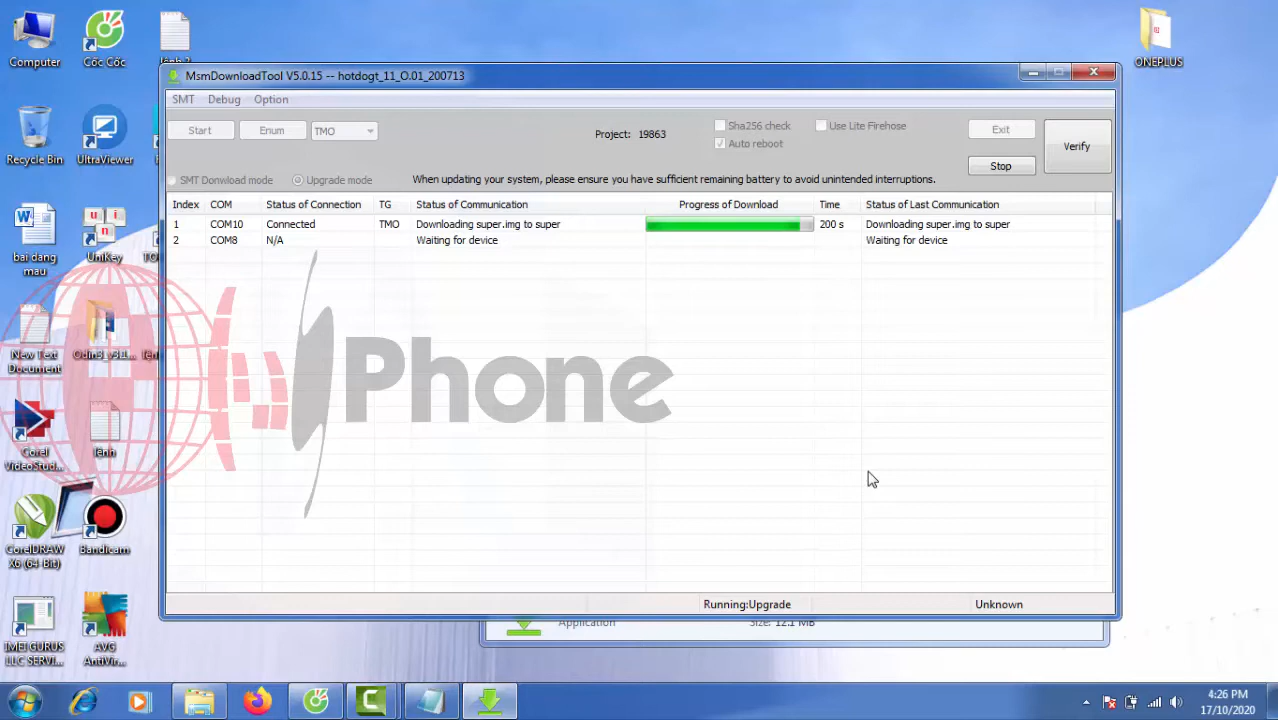 Computer
Cốc Cốc
ONEPLUS
MsmDownloadTool V5.0.15 -- hotdogt_11_O.01_200713
SMT Debug Option
Start Enum TMO
Project: 19863
Sha256 check Use Lite Firehose
Auto reboot
Exit
Stop
Verify
SMT Donwload mode Upgrade mode
When updating your system, please ensure you have sufficient remaining battery to avoid unintended interruptions.
Index COM Status of Connection TG Status of Communication Progress of Download Time Status of Last Communication
1 COM10 Connected TMO Downloading super.img to super 200 s Downloading super.img to super
2 COM8 N/A Waiting for device Waiting for device
Recycle Bin
UltraViewer
bai dang
mau
UniKey
New Text
Document
Odin3_v3.1...
lệnh
Phone
Corel
VideoStud...
lệnh
CorelDRAW
X6 (64-Bit)
Bandicam
IMEI GURUS
LLC SERVI...
AVG
AntiVir...
Running:Upgrade
Unknown
Application
Size: 12.1 MB
4:26 PM
17/10/2020